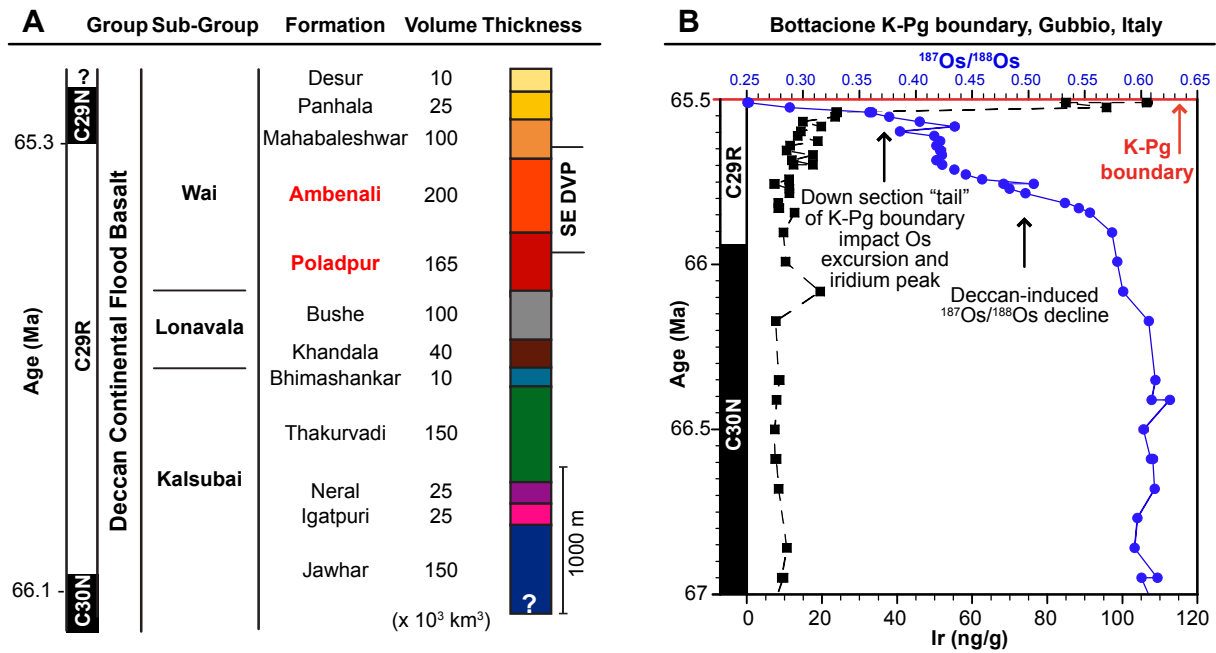 A
Group Sub-Group Formation Volume Thickness
?
C29N
65.3
C29R
66.1
C30N
Age (Ma)
Deccan Continental Flood Basalt
Wai
Lonavala
Kalsubai
Desur 10
Panhala 25
Mahabaleshwar 100
Ambenali 200
Poladpur 165
Bushe 100
Khandala 40
Bhimashankar 10
Thakurvadi 150
Neral 25
Igatpuri 25
Jawhar 150
(x 10³ km³)
?
SE DVP
1000 m
B
Bottacione K-Pg boundary, Gubbio, Italy
¹⁸⁷Os/¹⁸⁸Os
0.25 0.30 0.35 0.40 0.45 0.50 0.55 0.60 0.65
65.5
66
66.5
67
Age (Ma)
C29R
C30N
K-Pg
boundary
Down section “tail”
of K-Pg boundary
impact Os
excursion and
iridium peak
Deccan-induced
¹⁸⁷Os/¹⁸⁸Os decline
0 20 40 60 80 100 120
Ir (ng/g)